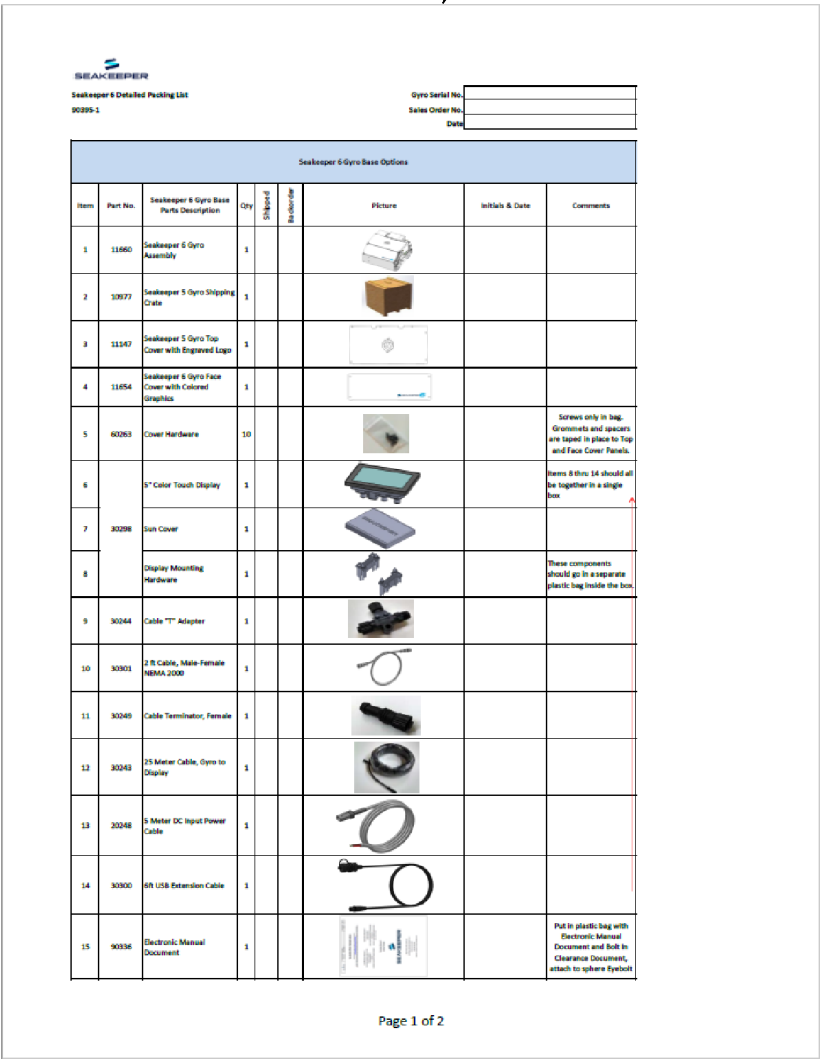 SEAKEEPER
Seakeeper 6 Detailed Packing List
90395-1
Gyro Serial No.
Sales Order No.
Date
Seakeeper 6 Gyro Base Options
Item Part No. Seakeeper 6 Gyro Base Parts Description Qty Shipped Backorder Picture Initials & Date Comments
1 11660 Seakeeper 6 Gyro Assembly 1
2 10977 Seakeeper 5 Gyro Shipping Crate 1
3 11147 Seakeeper 5 Gyro Top Cover with Engraved Logo 1
4 11654 Seakeeper 6 Gyro Face Cover with Colored Graphics 1
5 60263 Cover Hardware 10 Screws only in bag. Grommets and spacers are taped in place to Top and Face Cover Panels.
6 5" Color Touch Display 1 Items 8 thru 14 should all be together in a single box
7 30298 Sun Cover 1
8 Display Mounting Hardware 1 These components should go in a separate plastic bag inside the box.
9 30244 Cable "T" Adapter 1
10 30301 2 ft Cable, Male-Female NEMA 2000 1
11 30249 Cable Terminator, Female 1
12 30243 25 Meter Cable, Gyro to Display 1
13 20248 5 Meter DC Input Power Cable 1
14 30300 6ft USB Extension Cable 1
15 90336 Electronic Manual Document 1 Put in plastic bag with Electronic Manual Document and Bolt In Clearance Document, attach to sphere Eyebolt
SEAKEEPER
Page 1 of 2